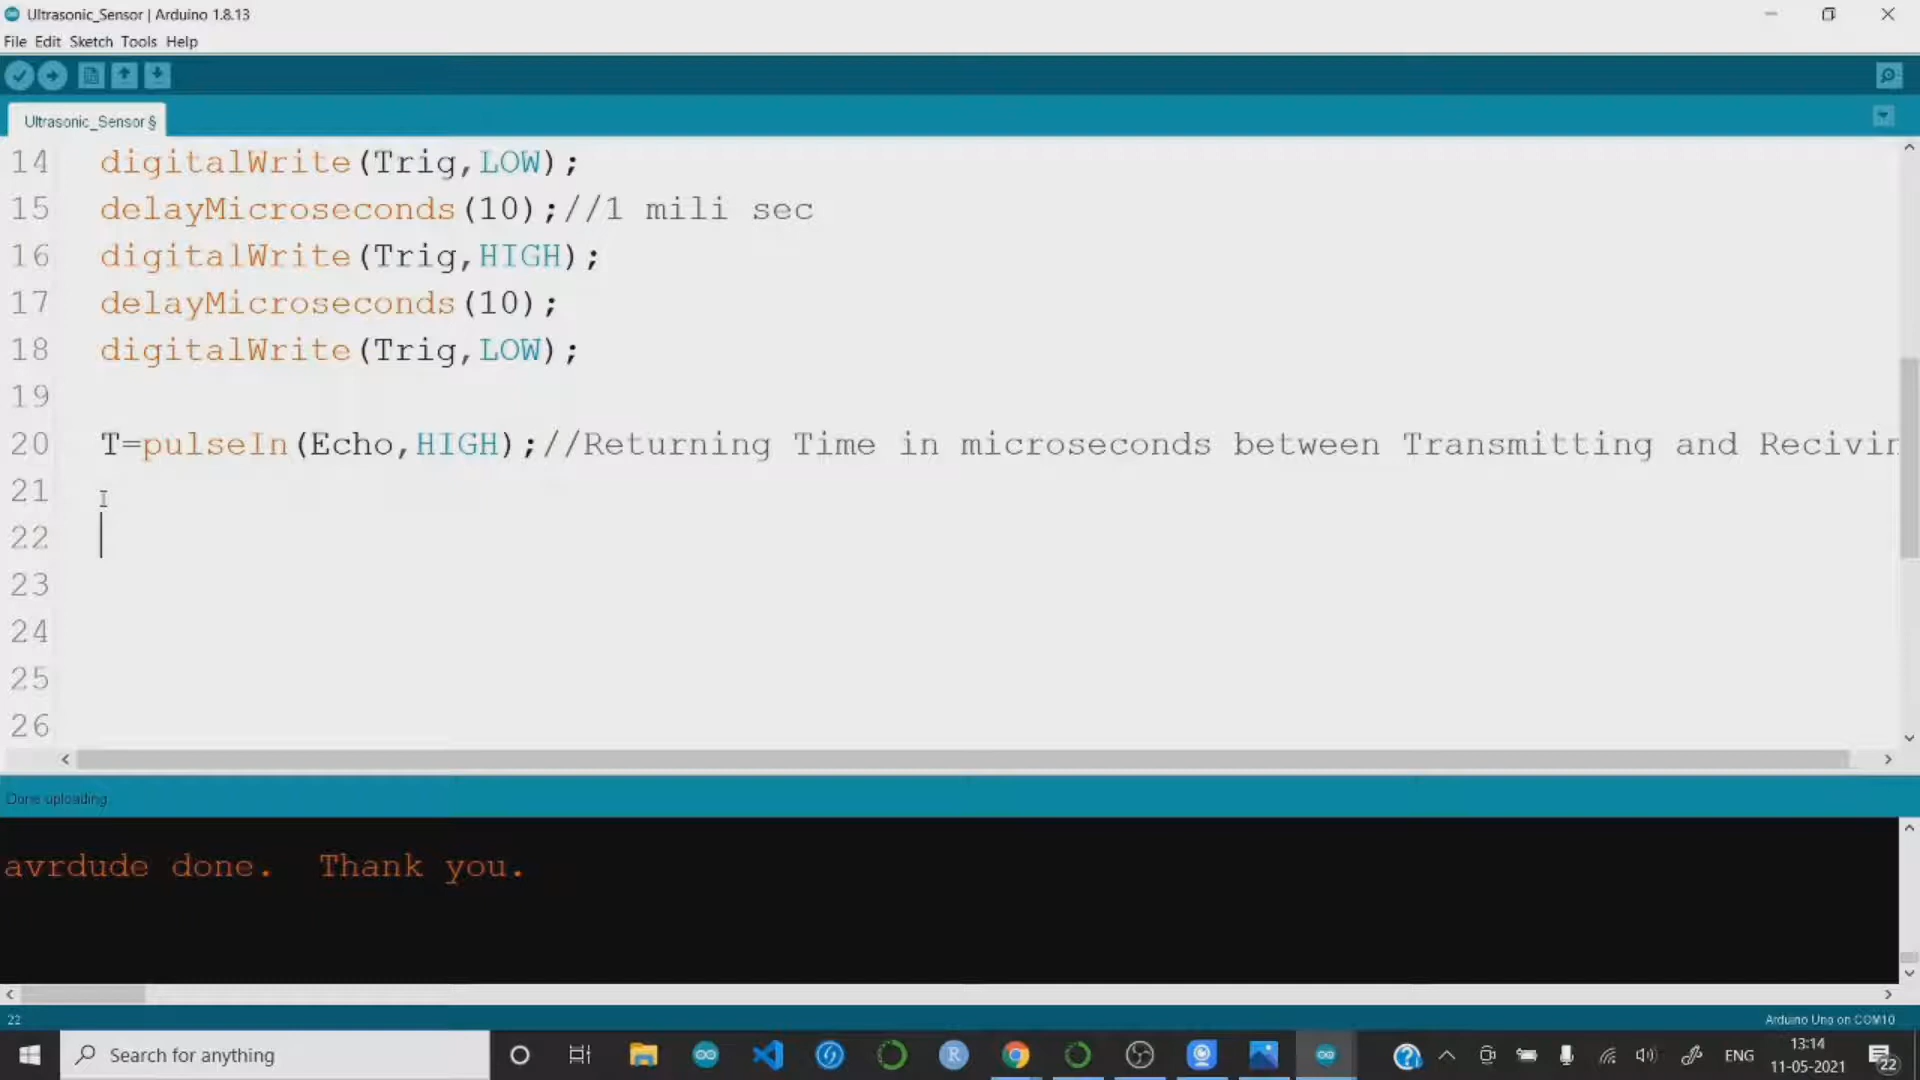 Ultrasonic_Sensor | Arduino 1.8.13
File Edit Sketch Tools Help
Ultrasonic_Sensor §
14 digitalWrite(Trig,LOW);
15 delayMicroseconds(10);//1 mili sec
16 digitalWrite(Trig,HIGH);
17 delayMicroseconds(10);
18 digitalWrite(Trig,LOW);
19
20 T=pulseIn(Echo,HIGH);//Returning Time in microseconds between Transmitting and Recivin
21
22
23
24
25
26
Done uploading.
avrdude done.  Thank you.
22
Arduino Uno on COM10
Search for anything
R
ENG
13:14
11-05-2021
22